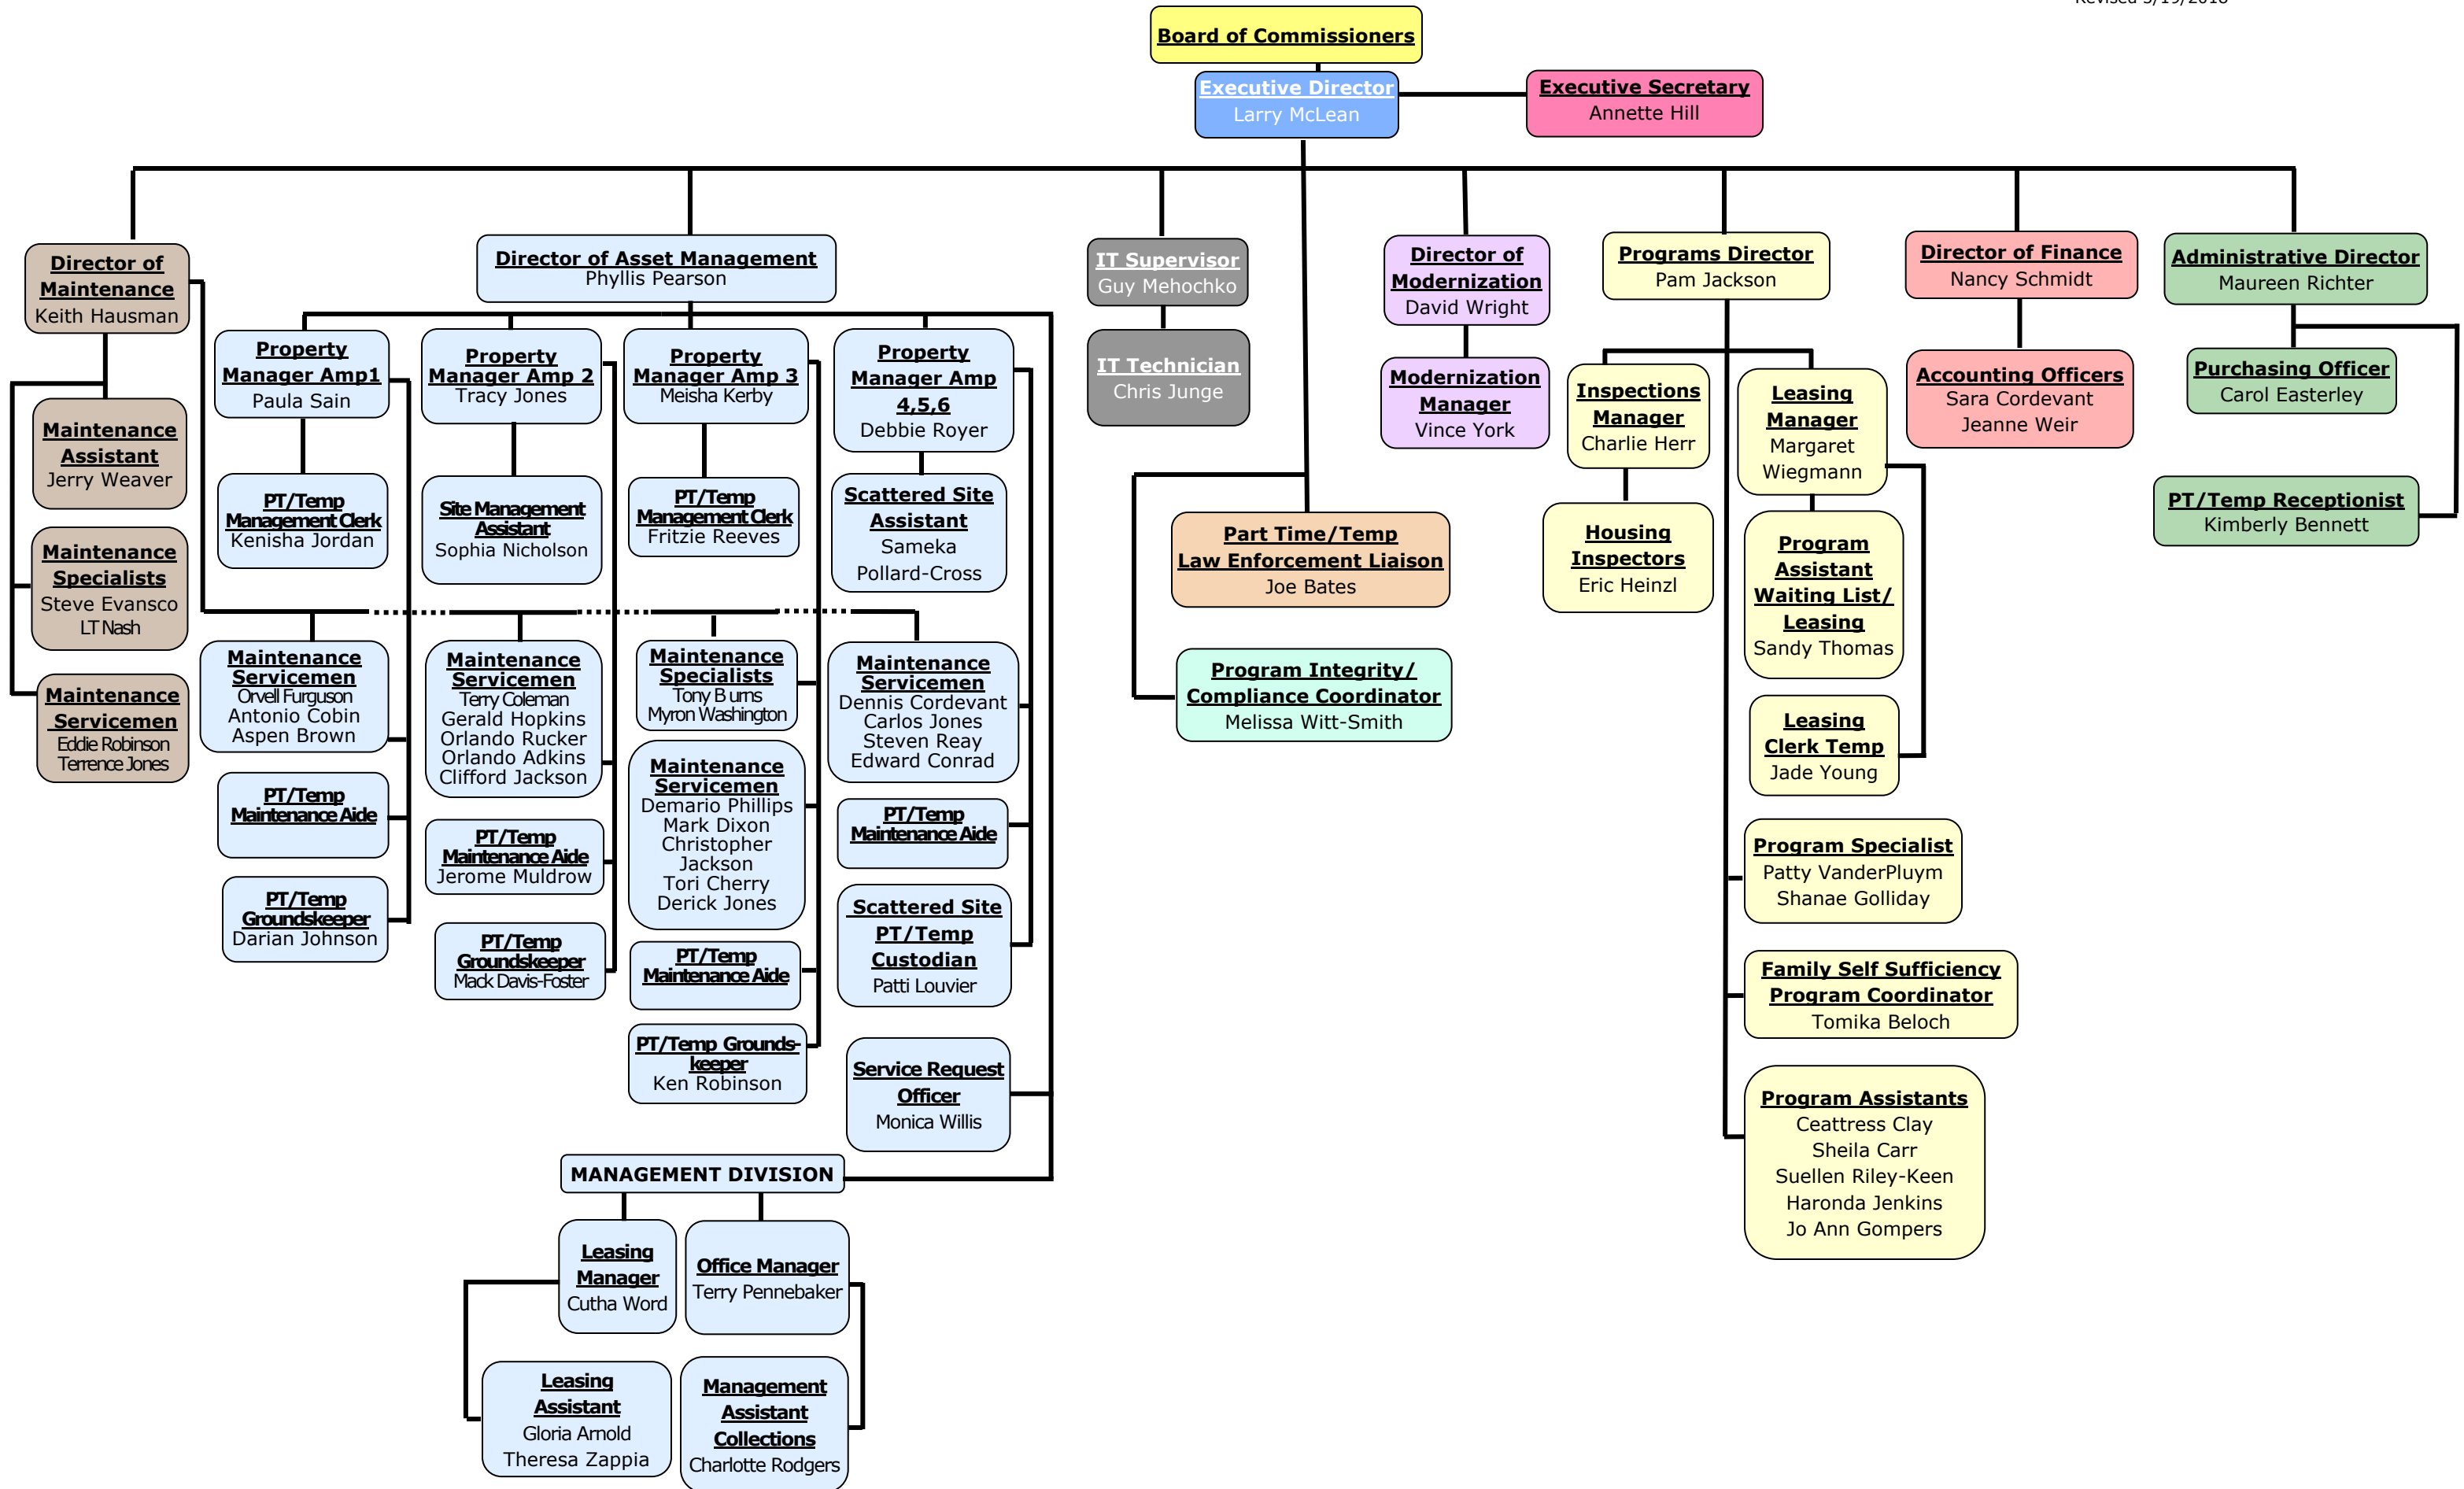 Revised 3/19/2018
Board of Commissioners
Executive Director
Larry McLean
Executive Secretary
Annette Hill
Director of
Maintenance
Keith Hausman
Maintenance
Assistant
Jerry Weaver
Maintenance
Specialists
Steve Evansco
LT Nash
Maintenance
Servicemen
Eddie Robinson
Terrence Jones
Director of Asset Management
Phyllis Pearson
Property
Manager Amp1
Paula Sain
PT/Temp
Management Clerk
Kenisha Jordan
Maintenance
Servicemen
Orvell Furguson
Antonio Cobin
Aspen Brown
PT/Temp
Maintenance Aide
PT/Temp
Groundskeeper
Darian Johnson
Property
Manager Amp 2
Tracy Jones
Site Management
Assistant
Sophia Nicholson
Maintenance
Servicemen
Terry Coleman
Gerald Hopkins
Orlando Rucker
Orlando Adkins
Clifford Jackson
PT/Temp
Maintenance Aide
Jerome Muldrow
PT/Temp
Groundskeeper
Mack Davis-Foster
Property
Manager Amp 3
Meisha Kerby
PT/Temp
Management Clerk
Fritzie Reeves
Maintenance
Specialists
Tony Burns
Myron Washington
Maintenance
Servicemen
Demario Phillips
Mark Dixon
Christopher
Jackson
Tori Cherry
Derick Jones
PT/Temp
Maintenance Aide
PT/Temp Grounds-
keeper
Ken Robinson
Property
Manager Amp
4,5,6
Debbie Royer
Scattered Site
Assistant
Sameka
Pollard-Cross
Maintenance
Servicemen
Dennis Cordevant
Carlos Jones
Steven Reay
Edward Conrad
PT/Temp
Maintenance Aide
Scattered Site
PT/Temp
Custodian
Patti Louvier
Service Request
Officer
Monica Willis
MANAGEMENT DIVISION
Leasing
Manager
Cutha Word
Office Manager
Terry Pennebaker
Leasing
Assistant
Gloria Arnold
Theresa Zappia
Management
Assistant
Collections
Charlotte Rodgers
IT Supervisor
Guy Mehochko
IT Technician
Chris Junge
Part Time/Temp
Law Enforcement Liaison
Joe Bates
Program Integrity/
Compliance Coordinator
Melissa Witt-Smith
Director of
Modernization
David Wright
Modernization
Manager
Vince York
Programs Director
Pam Jackson
Inspections
Manager
Charlie Herr
Housing
Inspectors
Eric Heinzl
Leasing
Manager
Margaret
Wiegmann
Program
Assistant
Waiting List/
Leasing
Sandy Thomas
Leasing
Clerk Temp
Jade Young
Program Specialist
Patty VanderPluym
Shanae Golliday
Family Self Sufficiency
Program Coordinator
Tomika Beloch
Program Assistants
Ceattress Clay
Sheila Carr
Suellen Riley-Keen
Haronda Jenkins
Jo Ann Gompers
Director of Finance
Nancy Schmidt
Accounting Officers
Sara Cordevant
Jeanne Weir
Administrative Director
Maureen Richter
Purchasing Officer
Carol Easterley
PT/Temp Receptionist
Kimberly Bennett